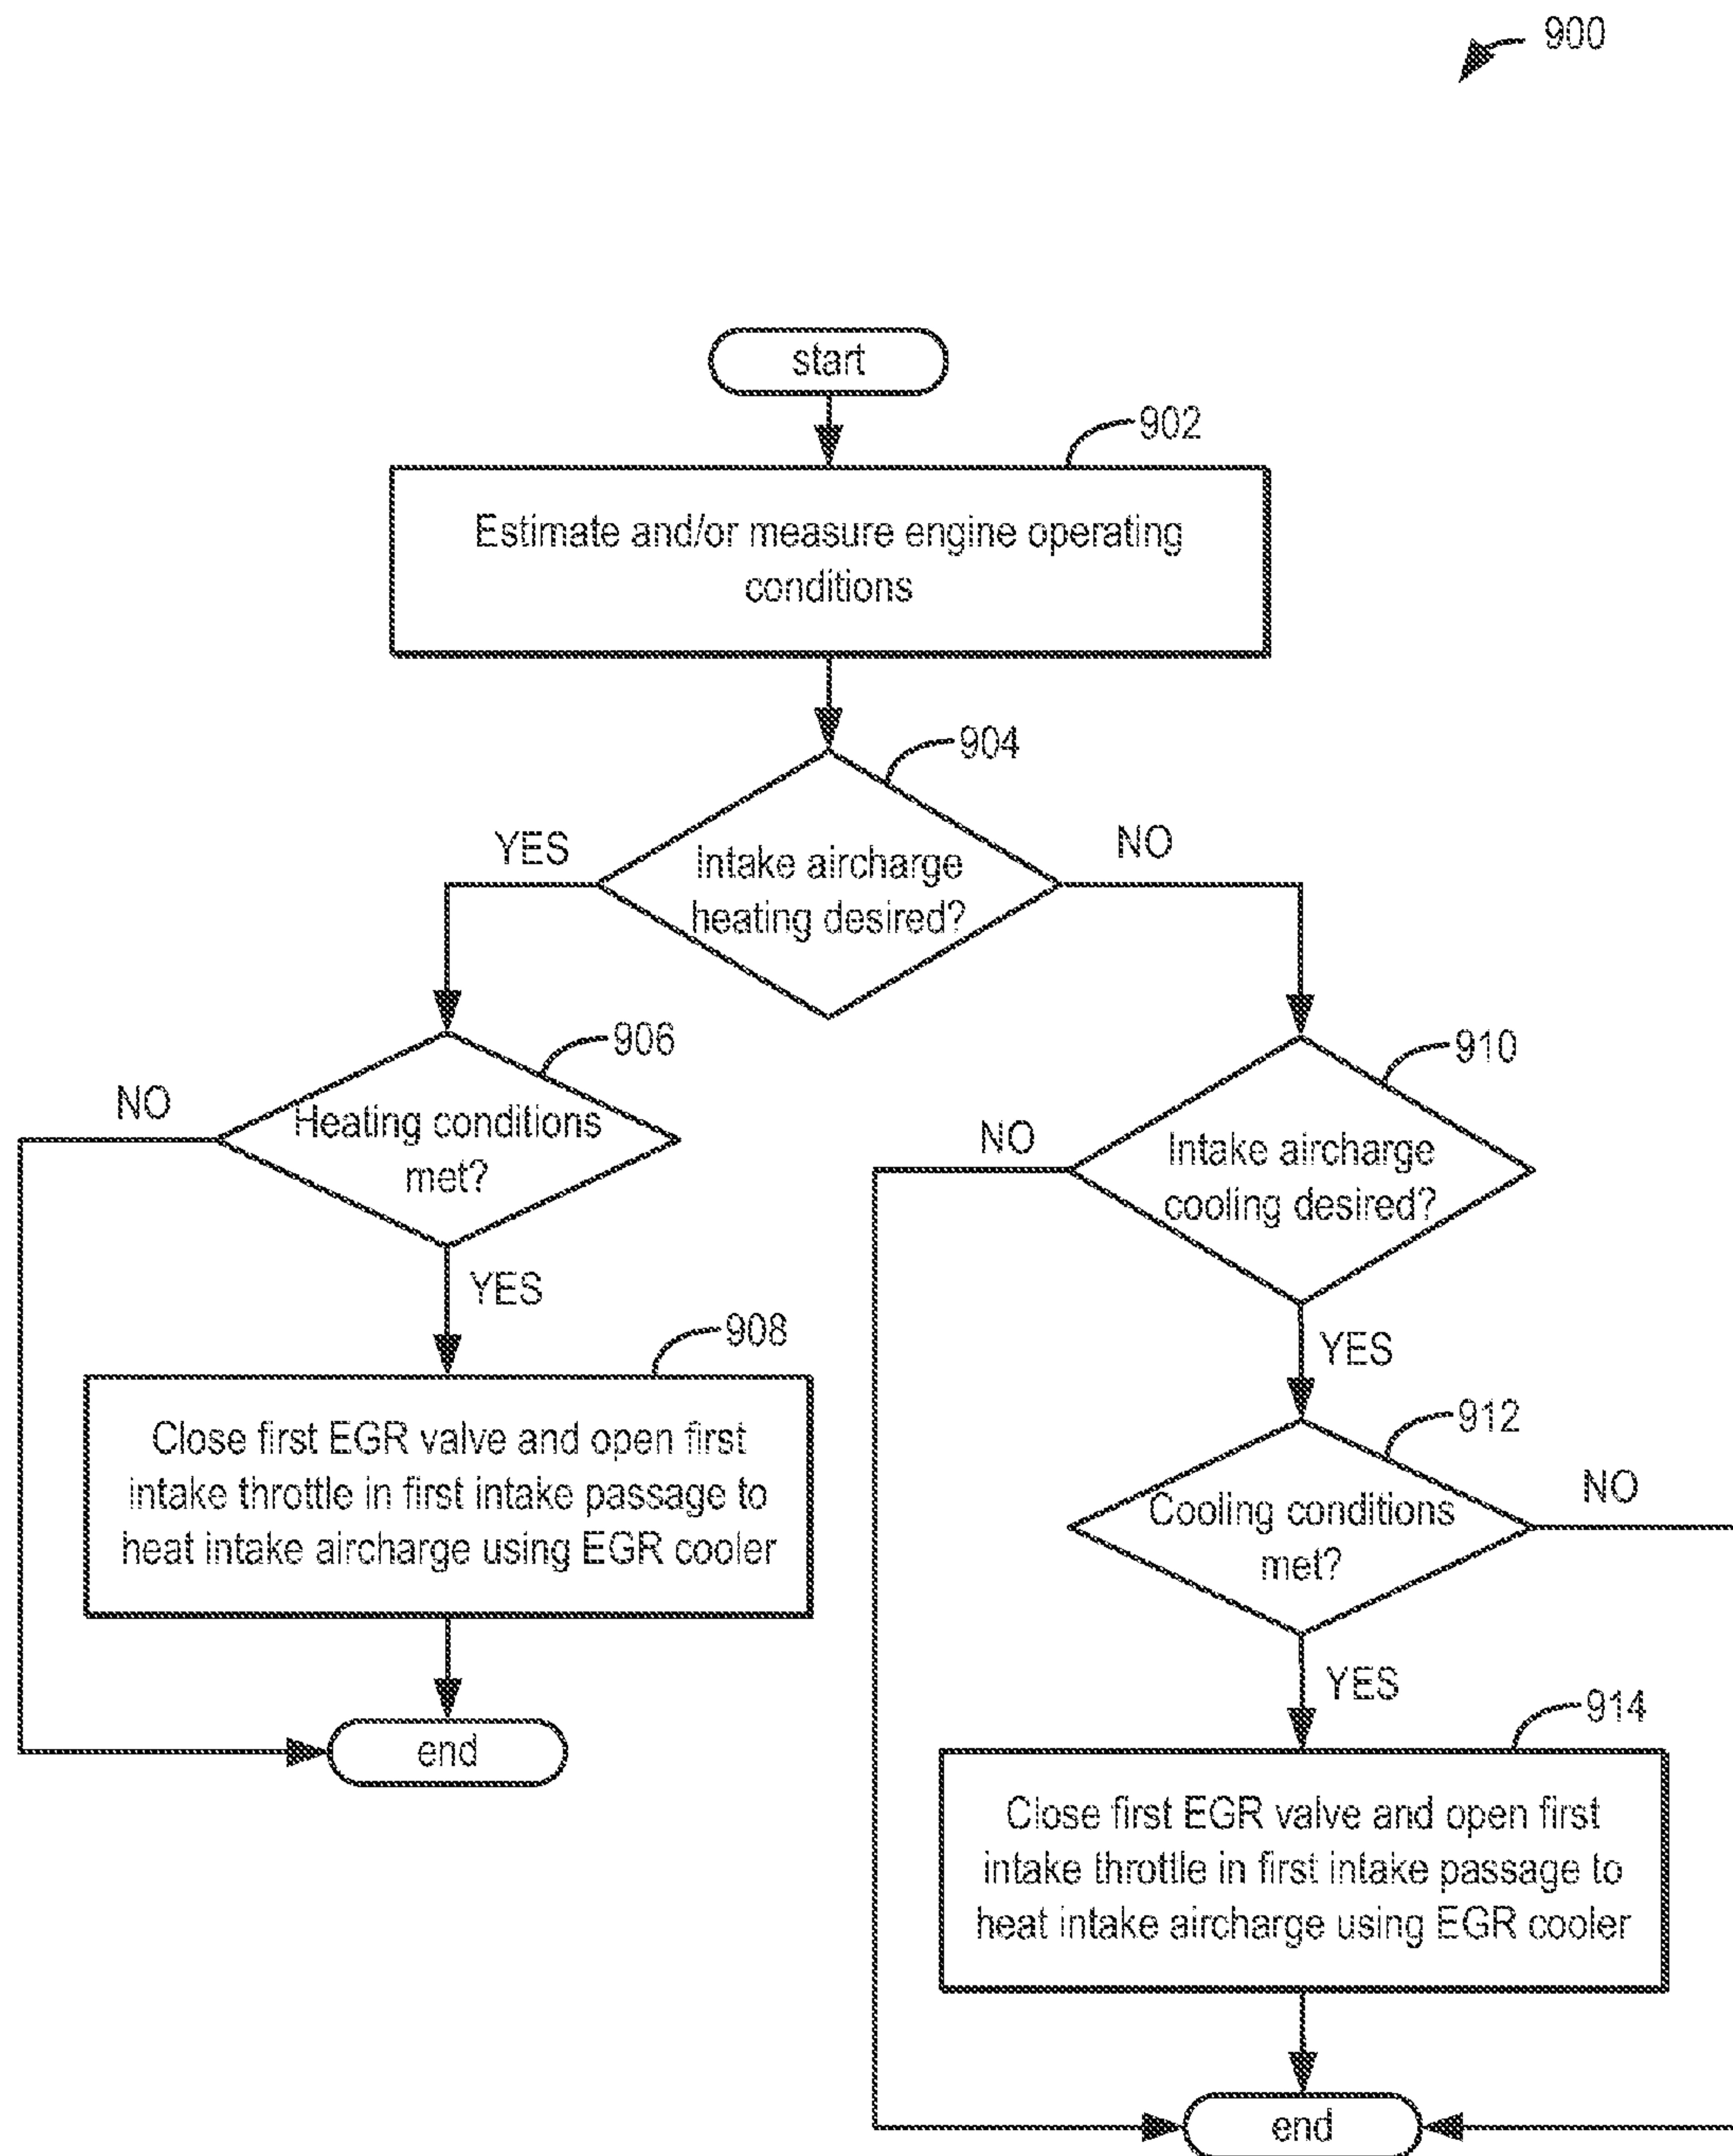 900
start
902
Estimate and/or measure engine operating
conditions
904
YES
NO
Intake aircharge
heating desired?
906
910
NO
Heating conditions
met?
NO
Intake aircharge
cooling desired?
YES
908
YES
Close first EGR valve and open first
intake throttle in first intake passage to
heat intake aircharge using EGR cooler
912
Cooling conditions
met?
NO
YES
914
end
Close first EGR valve and open first
intake throttle in first intake passage to
heat intake aircharge using EGR cooler
end